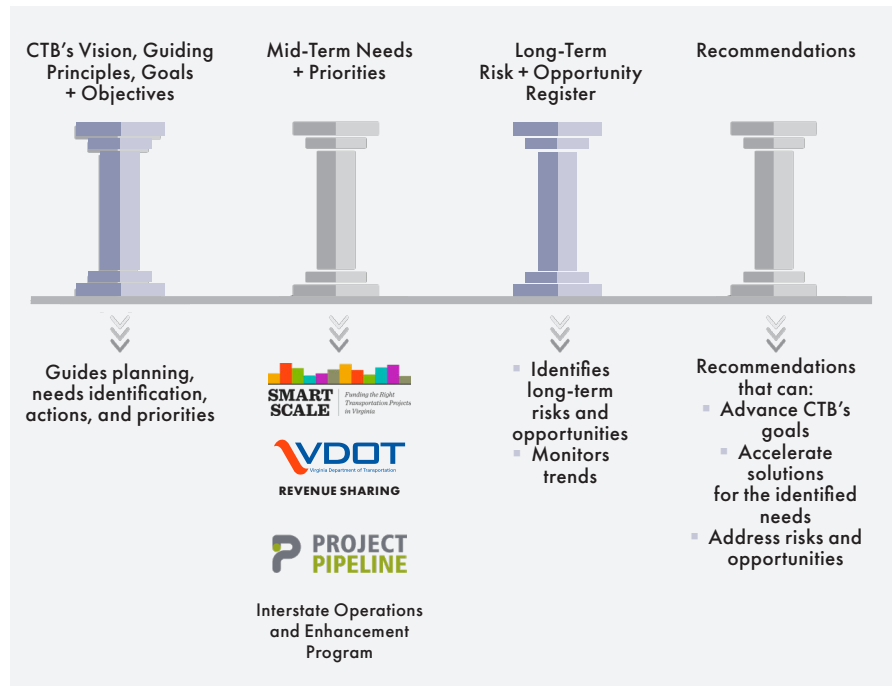 CTB's Vision, Guiding
Principles, Goals
+ Objectives
Mid-Term Needs
+ Priorities
Long-Term
Risk + Opportunity
Register
Recommendations
Guides planning,
needs identification,
actions, and priorities
SMART
SCALE
Funding the Right
Transportation Projects
in Virginia
VDOT
Virginia Department of Transportation
REVENUE SHARING
PROJECT
PIPELINE
Interstate Operations
and Enhancement
Program
Identifies
long-term
risks and
opportunities
Monitors
trends
Recommendations
that can:
Advance CTB's
goals
Accelerate
solutions
for the identified
needs
Address risks and
opportunities